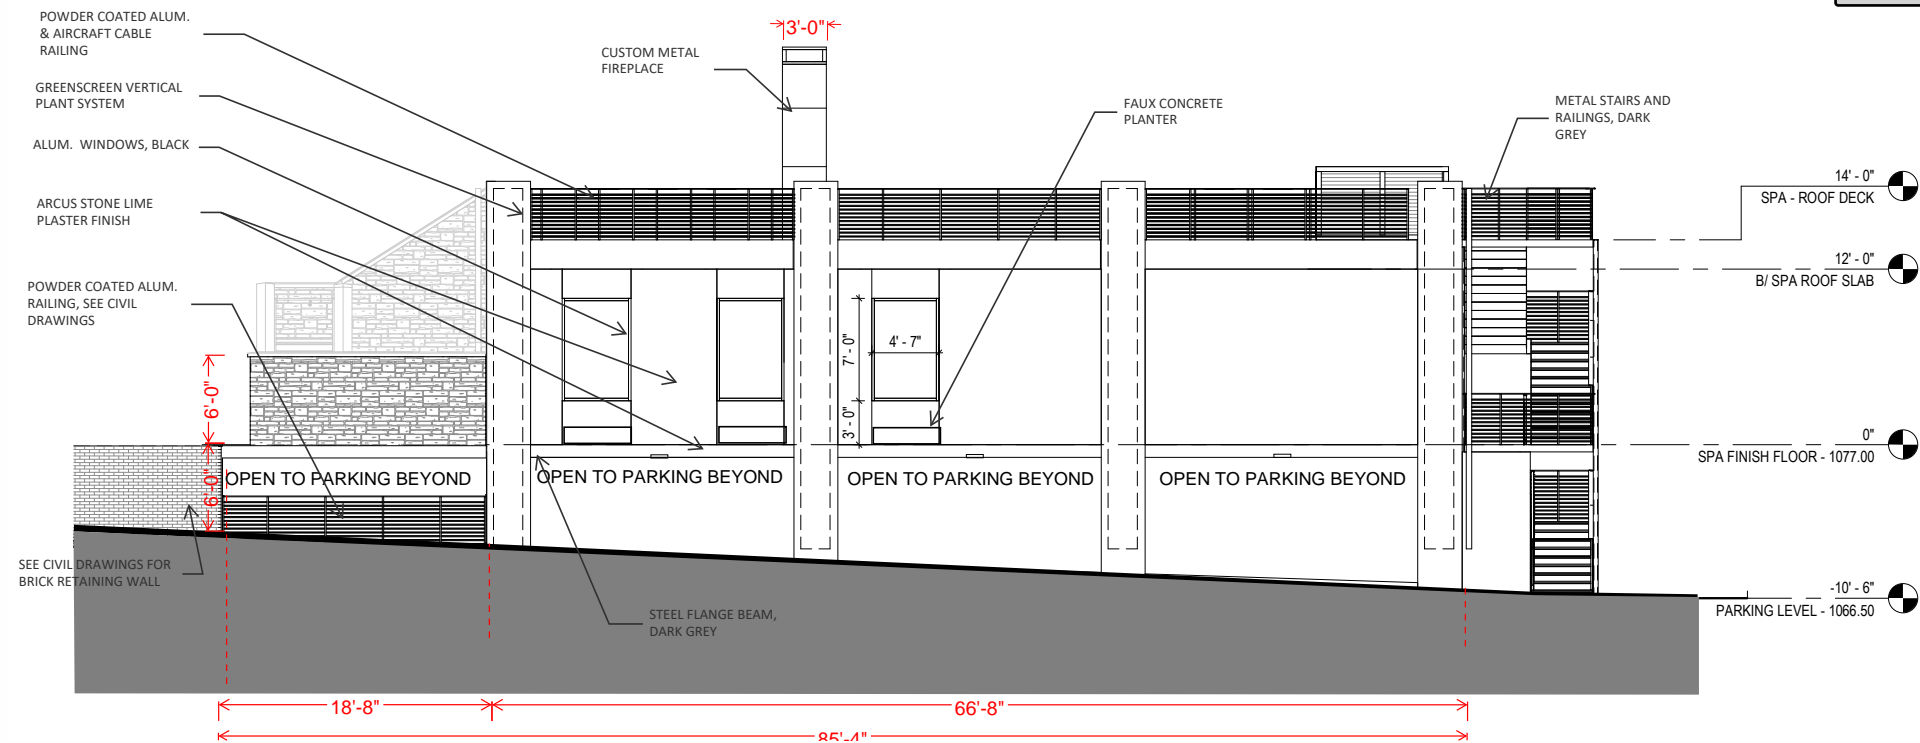 POWDER COATED ALUM.
& AIRCRAFT CABLE
RAILING
GREENSCREEN VERTICAL
PLANT SYSTEM
ALUM. WINDOWS, BLACK
ARCUS STONE LIME
PLASTER FINISH
POWDER COATED ALUM.
RAILING, SEE CIVIL
DRAWINGS
SEE CIVIL DRAWINGS FOR
BRICK RETAINING WALL
CUSTOM METAL
FIREPLACE
3'-0"
FAUX CONCRETE
PLANTER
METAL STAIRS AND
RAILINGS, DARK
GREY
14' - 0"
SPA - ROOF DECK
12' - 0"
B/ SPA ROOF SLAB
0"
SPA FINISH FLOOR - 1077.00
-10' - 6"
PARKING LEVEL - 1066.50
7' - 0"
4' - 7"
3' - 0"
6'-0"
6'-0"
OPEN TO PARKING BEYOND
OPEN TO PARKING BEYOND
OPEN TO PARKING BEYOND
OPEN TO PARKING BEYOND
STEEL FLANGE BEAM,
DARK GREY
18'-8"
66'-8"
85'-4"